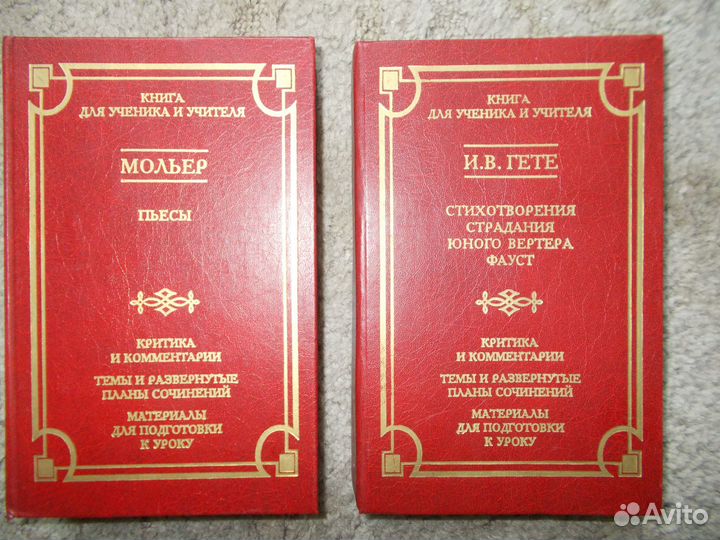 КНИГА
ДЛЯ УЧЕНИКА И УЧИТЕЛЯ
МОЛЬЕР
ПЬЕСЫ
КРИТИКА
И КОММЕНТАРИИ
ТЕМЫ И РАЗВЕРНУТЫЕ
ПЛАНЫ СОЧИНЕНИЙ
МАТЕРИАЛЫ
ДЛЯ ПОДГОТОВКИ
К УРОКУ
КНИГА
ДЛЯ УЧЕНИКА И УЧИТЕЛЯ
И.В. ГЕТЕ
СТИХОТВОРЕНИЯ
СТРАДАНИЯ
ЮНОГО ВЕРТЕРА
ФАУСТ
КРИТИКА
И КОММЕНТАРИИ
ТЕМЫ И РАЗВЕРНУТЫЕ
ПЛАНЫ СОЧИНЕНИЙ
МАТЕРИАЛЫ
ДЛЯ ПОДГОТОВКИ
К УРОКУ
Avito